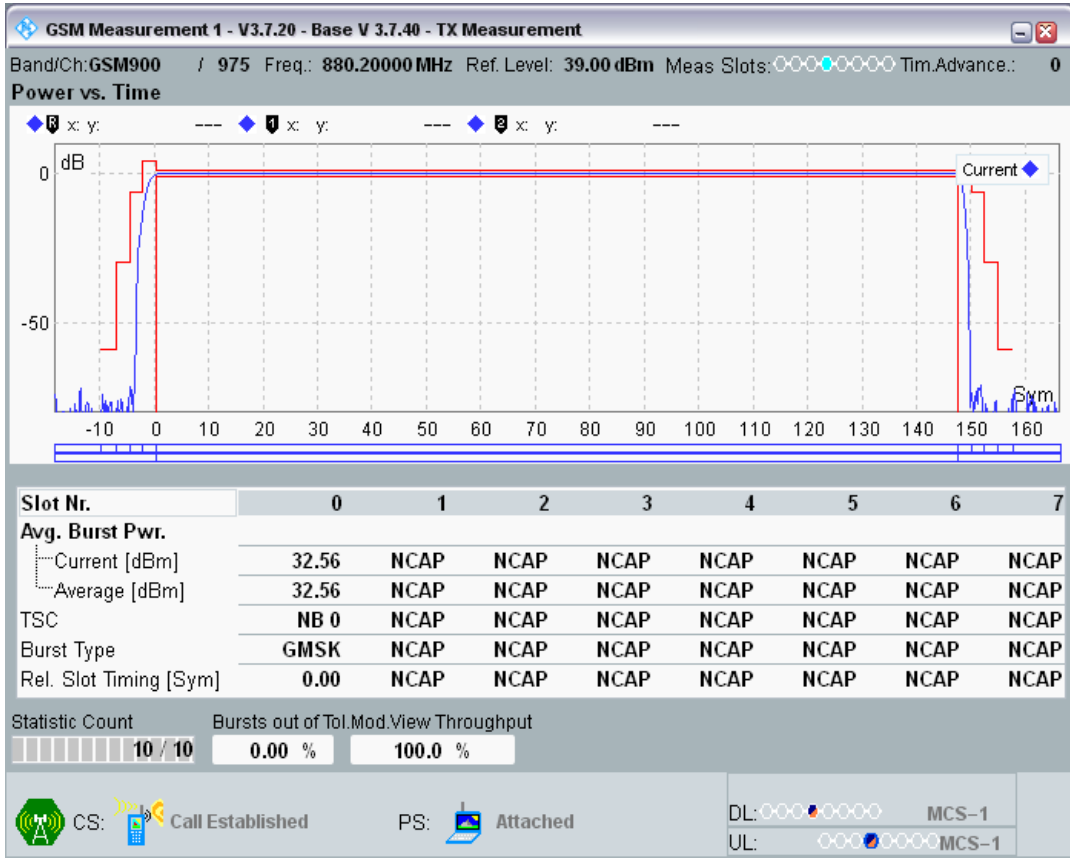 GSM Measurement 1 - V3.7.20 - Base V 3.7.40 - TX Measurement
Band/Ch:GSM900 / 975 Freq.: 880.20000 MHz Ref. Level: 39.00 dBm Meas Slots: Tim.Advance.: 0
Power vs. Time
R x: y: --- 1 x: y: --- 2 x: y: ---
dB
Current
0
-50
Sym
-10 0 10 20 30 40 50 60 70 80 90 100 110 120 130 140 150 160
Slot Nr. 0 1 2 3 4 5 6 7
Avg. Burst Pwr.
Current [dBm] 32.56 NCAP NCAP NCAP NCAP NCAP NCAP NCAP
Average [dBm] 32.56 NCAP NCAP NCAP NCAP NCAP NCAP NCAP
TSC NB 0 NCAP NCAP NCAP NCAP NCAP NCAP NCAP
Burst Type GMSK NCAP NCAP NCAP NCAP NCAP NCAP NCAP
Rel. Slot Timing [Sym] 0.00 NCAP NCAP NCAP NCAP NCAP NCAP NCAP
Statistic Count Bursts out of Tol.Mod.View Throughput
10 / 10 0.00 % 100.0 %
CS: Call Established PS: Attached
DL: MCS-1
UL: MCS-1